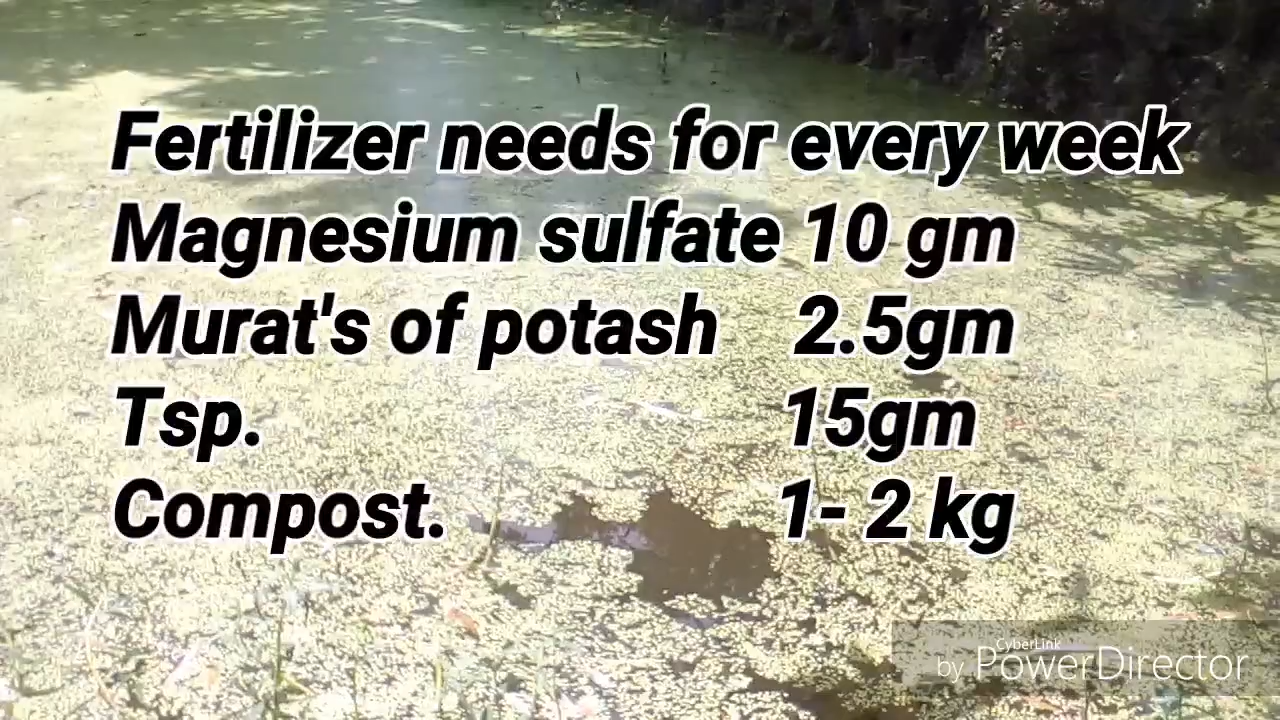 Fertilizer needs for every week
Magnesium sulfate 10 gm
Murat's of potash 2.5gm
Tsp. 15gm
Compost. 1- 2 kg
CyberLink
by PowerDirector